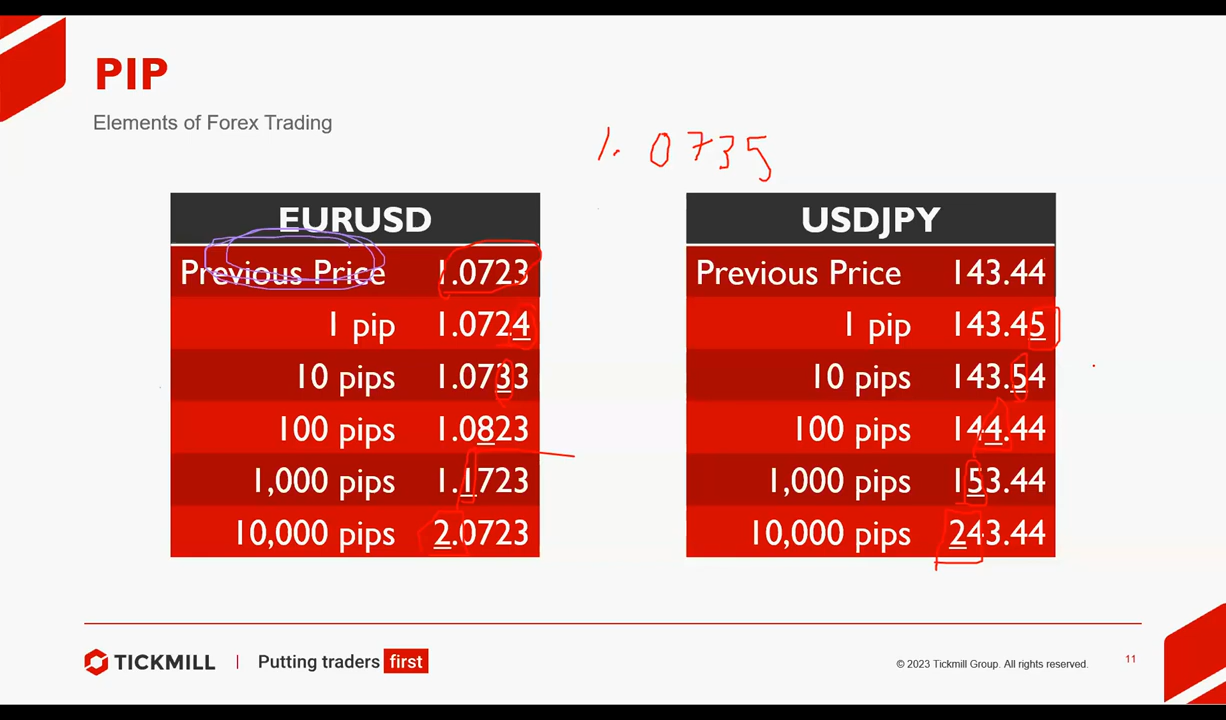 PIP
Elements of Forex Trading
1.0735
EURUSD
Previous Price 1.0723
1 pip 1.0724
10 pips 1.0733
100 pips 1.0823
1,000 pips 1.1723
10,000 pips 2.0723
USDJPY
Previous Price 143.44
1 pip 143.45
10 pips 143.54
100 pips 144.44
1,000 pips 153.44
10,000 pips 243.44
TICKMILL | Putting traders first
© 2023 Tickmill Group. All rights reserved.
11